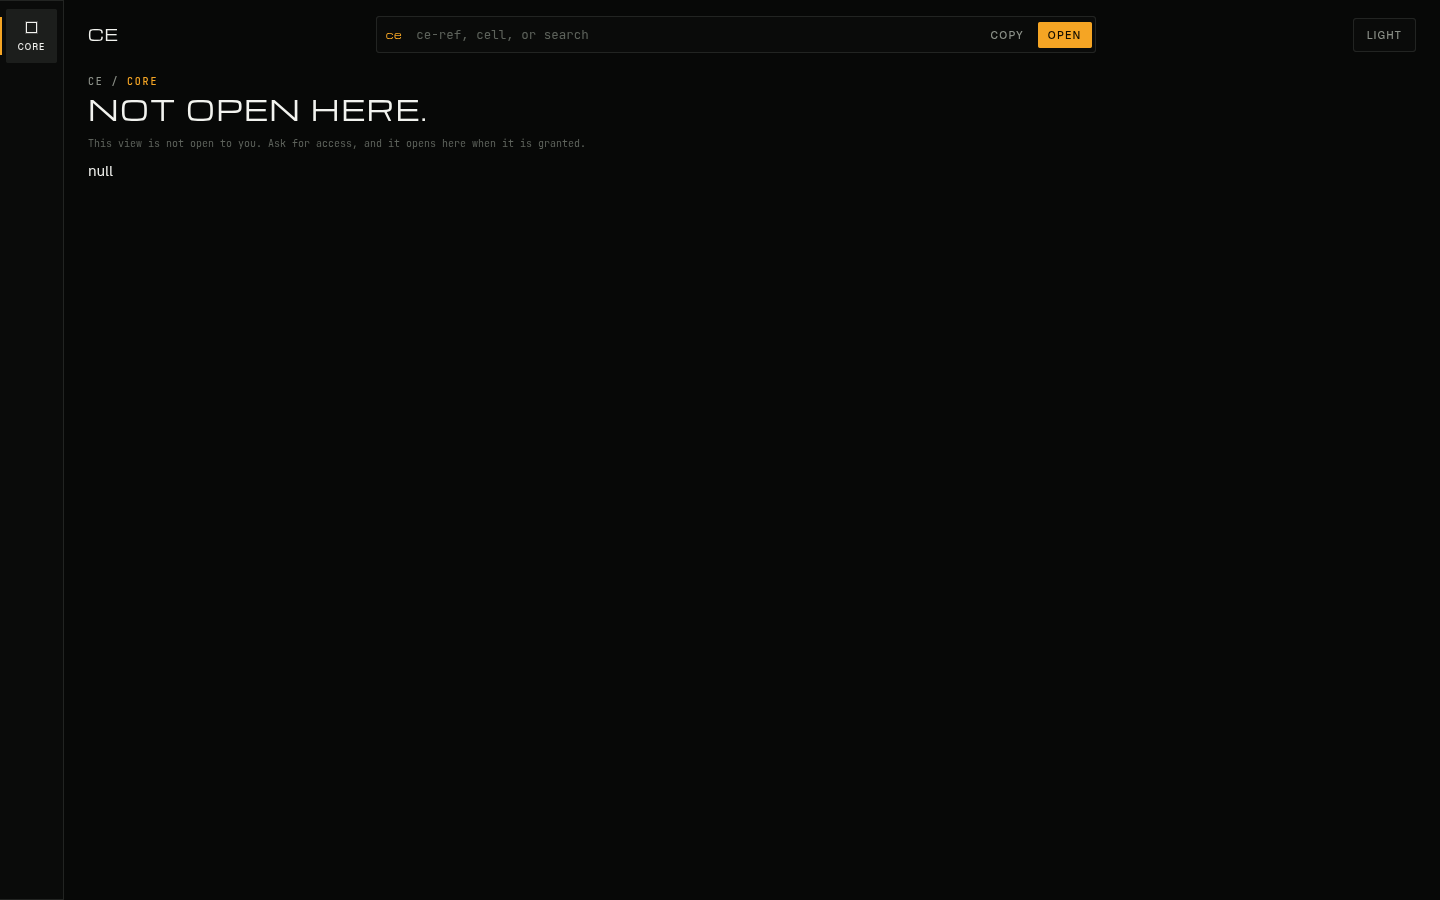 CORE
CE
ce ce-ref, cell, or search COPY OPEN
LIGHT
CE / CORE
NOT OPEN HERE.
This view is not open to you. Ask for access, and it opens here when it is granted.
null